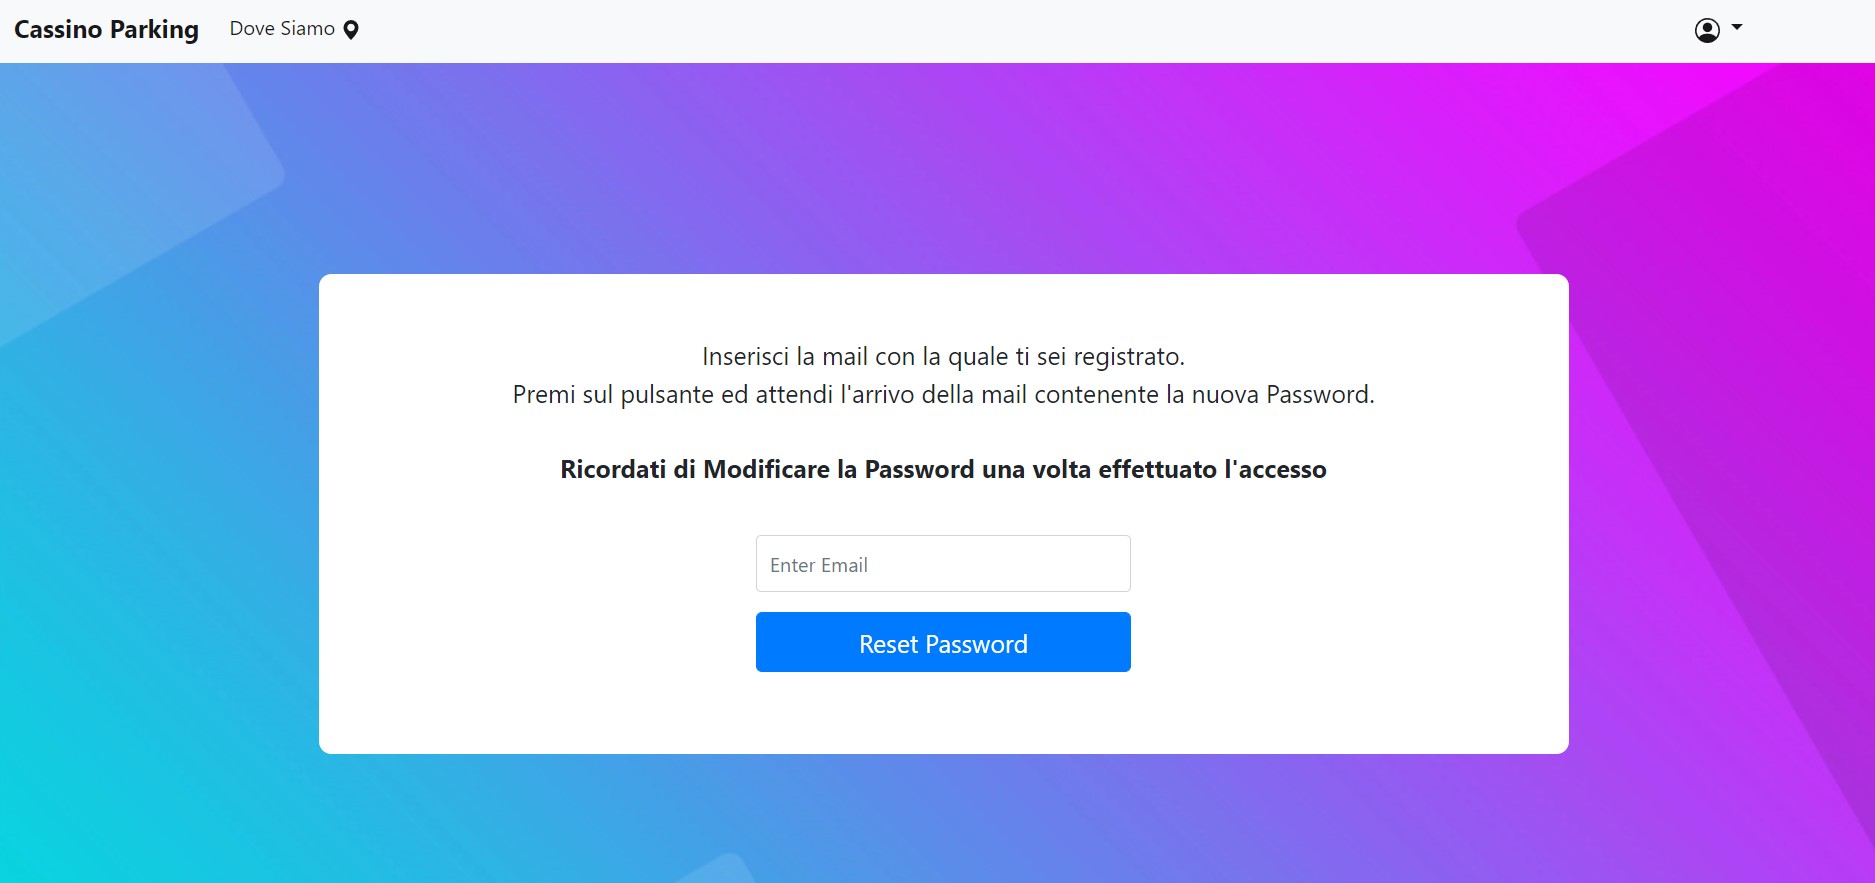 Cassino Parking Dove Siamo
Inserisci la mail con la quale ti sei registrato.
Premi sul pulsante ed attendi l'arrivo della mail contenente la nuova Password.
Ricordati di Modificare la Password una volta effettuato l'accesso
Enter Email
Reset Password